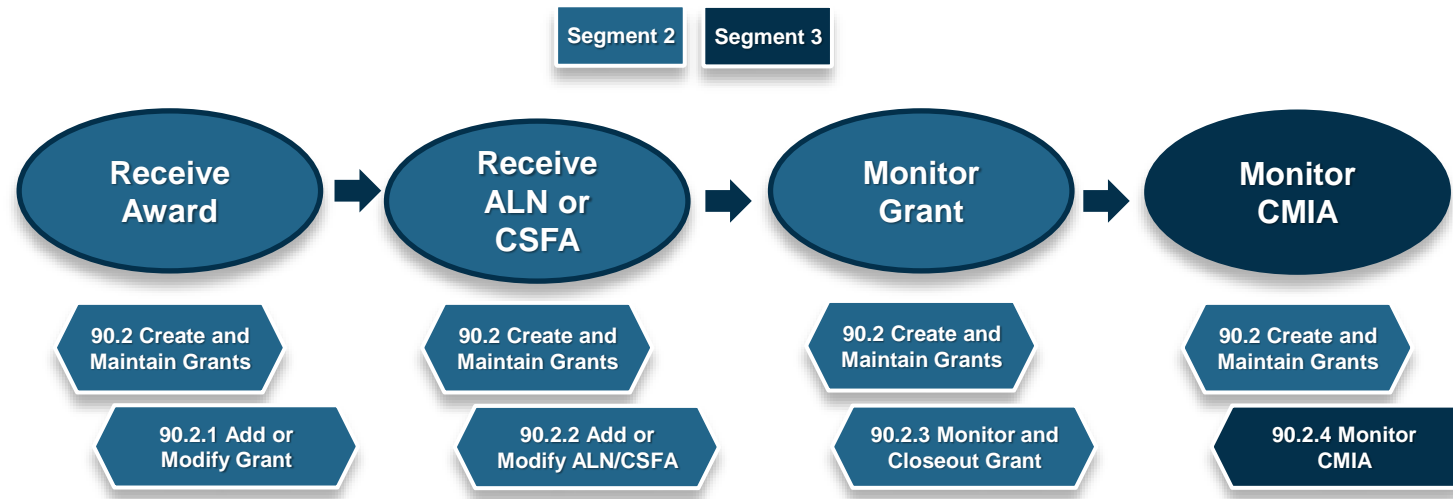 Segment 2
Segment 3
Receive
Award
Receive
ALN or
CSFA
Monitor
Grant
Monitor
CMIA
90.2 Create and
Maintain Grants
90.2 Create and
Maintain Grants
90.2 Create and
Maintain Grants
90.2 Create and
Maintain Grants
90.2.1 Add or
Modify Grant
90.2.2 Add or
Modify ALN/CSFA
90.2.3 Monitor and
Closeout Grant
90.2.4 Monitor
CMIA